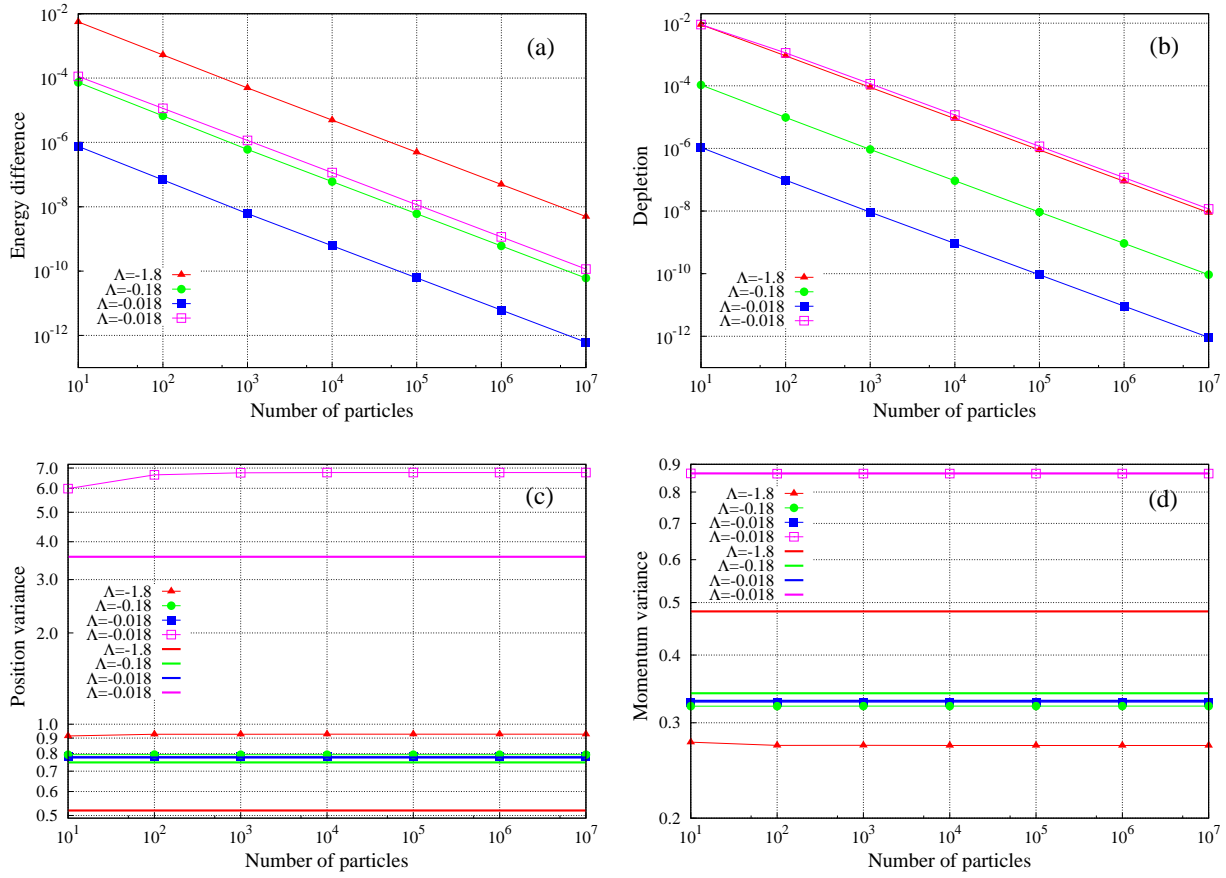 (a)
Energy difference
10^-2
10^-4
10^-6
10^-8
10^-10
10^-12
Λ=-1.8
Λ=-0.18
Λ=-0.018
Λ=-0.018
10^1 10^2 10^3 10^4 10^5 10^6 10^7
Number of particles
(b)
Depletion
10^-2
10^-4
10^-6
10^-8
10^-10
10^-12
Λ=-1.8
Λ=-0.18
Λ=-0.018
Λ=-0.018
10^1 10^2 10^3 10^4 10^5 10^6 10^7
Number of particles
(c)
Position variance
7.0
6.0
5.0
4.0
3.0
2.0
1.0
0.9
0.8
0.7
0.6
0.5
Λ=-1.8
Λ=-0.18
Λ=-0.018
Λ=-0.018
Λ=-1.8
Λ=-0.18
Λ=-0.018
Λ=-0.018
10^1 10^2 10^3 10^4 10^5 10^6 10^7
Number of particles
(d)
Momentum variance
0.9
0.8
0.7
0.6
0.5
0.4
0.3
0.2
Λ=-1.8
Λ=-0.18
Λ=-0.018
Λ=-0.018
Λ=-1.8
Λ=-0.18
Λ=-0.018
Λ=-0.018
10^1 10^2 10^3 10^4 10^5 10^6 10^7
Number of particles